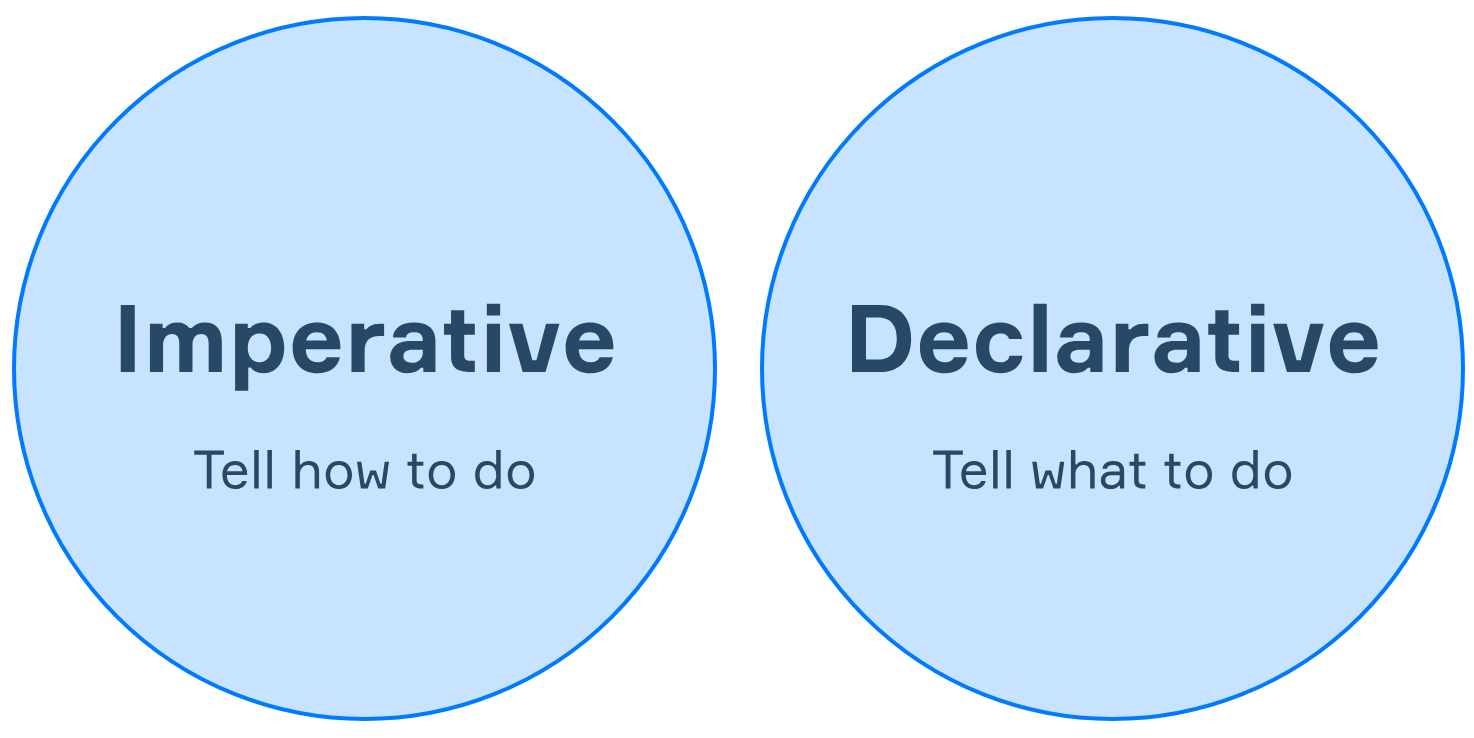 Imperative
Tell how to do
Declarative
Tell what to do